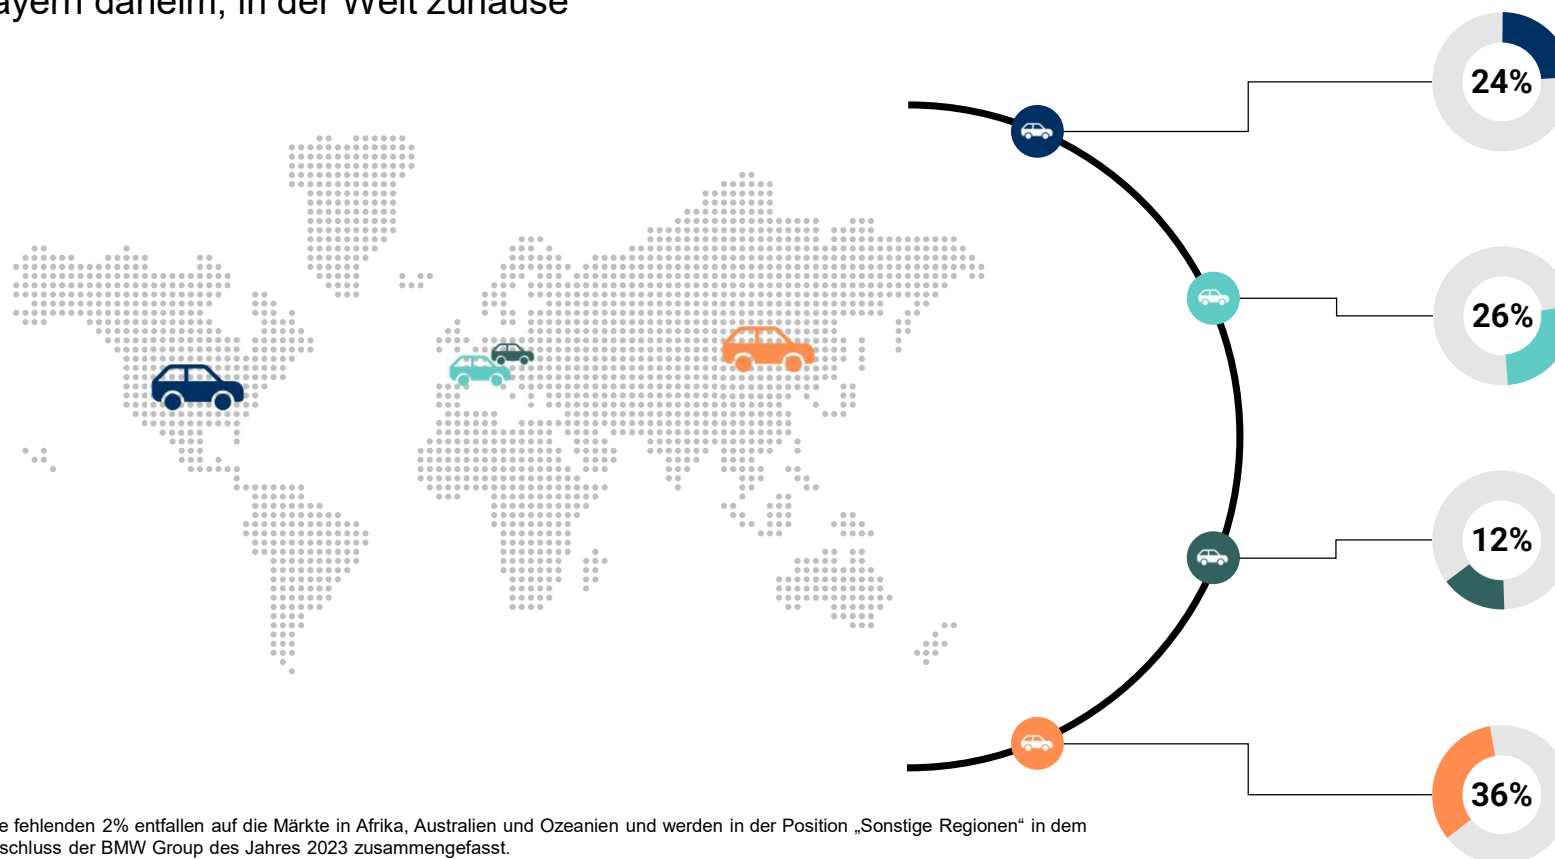 ayern daheim, in der Welt zuhause
24%
26%
12%
36%
e fehlenden 2% entfallen auf die Märkte in Afrika, Australien und Ozeanien und werden in der Position „Sonstige Regionen“ in dem
schluss der BMW Group des Jahres 2023 zusammengefasst.